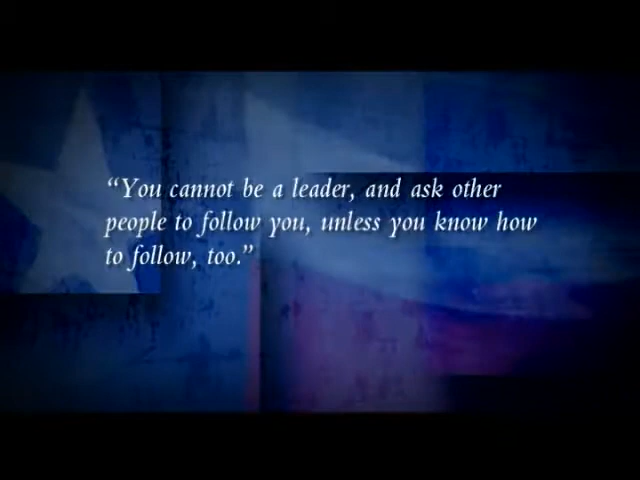 “You cannot be a leader, and ask other
people to follow you, unless you know how
to follow, too.”